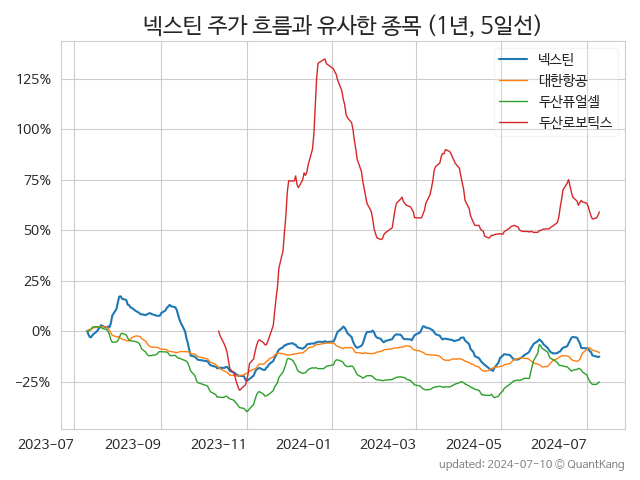 넥스틴 주가 흐름과 유사한 종목 (1년, 5일선)
넥스틴
대한항공
두산퓨얼셀
두산로보틱스
125%
100%
75%
50%
25%
0%
−25%
2023-07
2023-09
2023-11
2024-01
2024-03
2024-05
2024-07
updated: 2024-07-10 © QuantKang